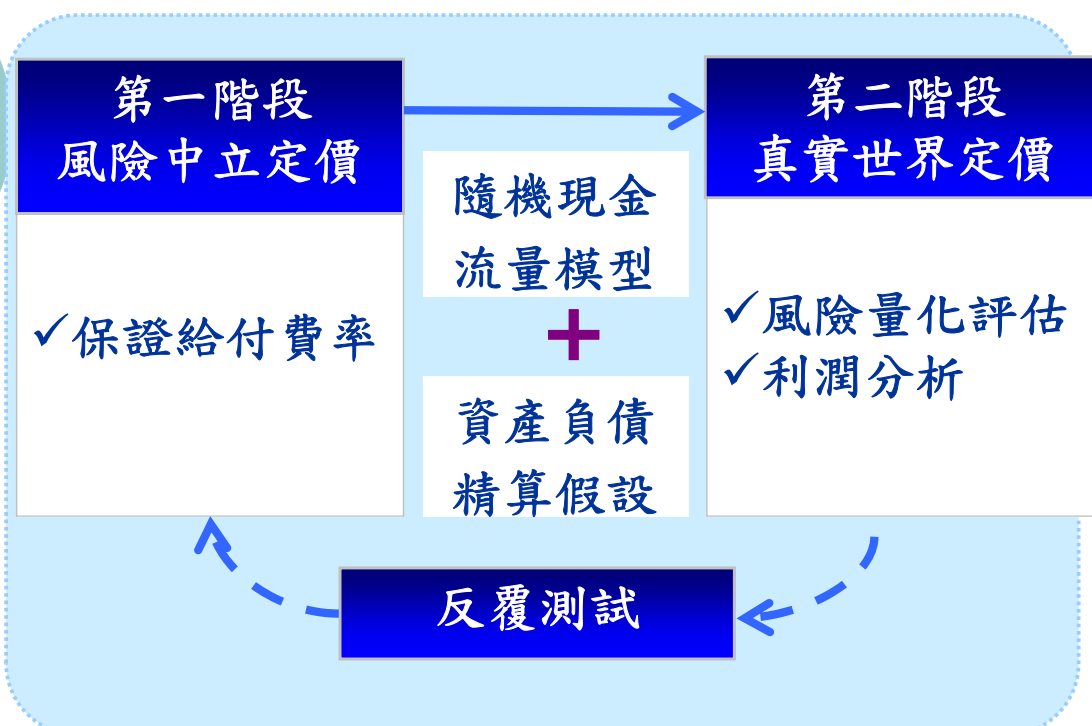 第一階段
風險中立定價
✓保證給付費率
隨機現金
流量模型
+
資產負債
精算假設
第二階段
真實世界定價
✓風險量化評估
✓利潤分析
反覆測試